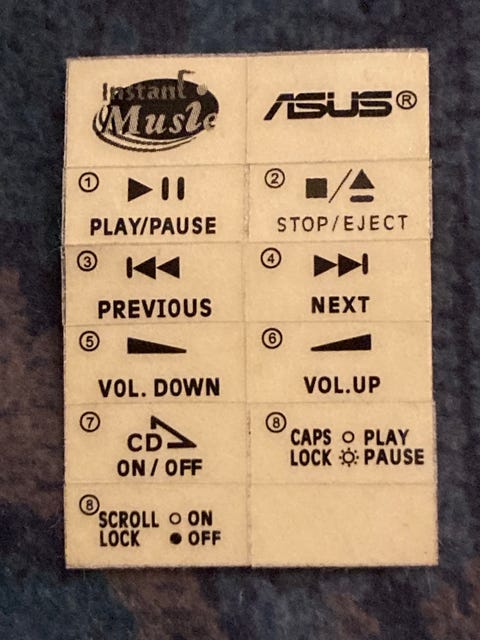 Instant
Music
ASUS®
① PLAY/PAUSE
② STOP/EJECT
③ PREVIOUS
④ NEXT
⑤ VOL. DOWN
⑥ VOL.UP
⑦ CD
ON / OFF
⑧ CAPS LOCK ○ PLAY
PAUSE
⑧ SCROLL LOCK ○ ON
● OFF